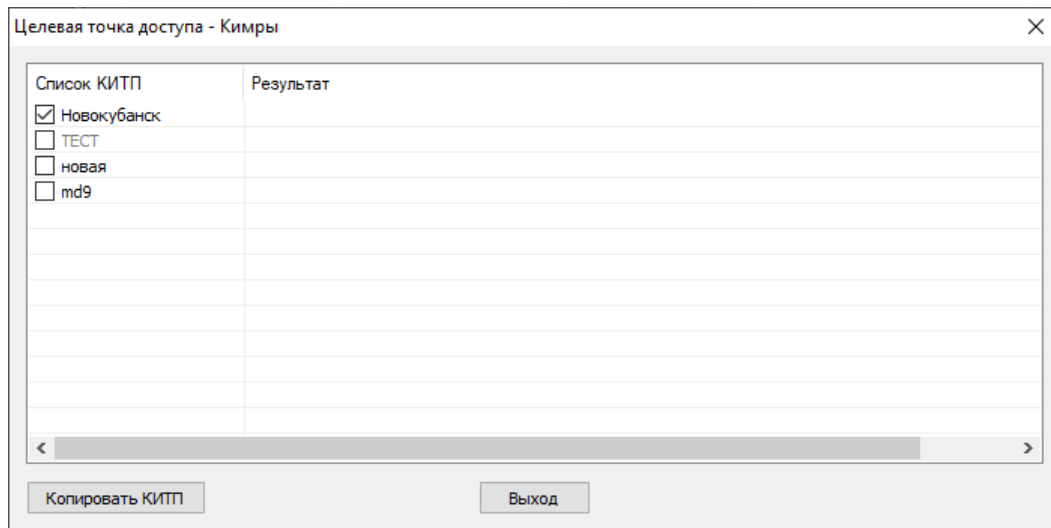 Целевая точка доступа - Кимры
Список КИТП Результат
Новокубанск
ТЕСТ
новая
md9
Копировать КИТП Выход